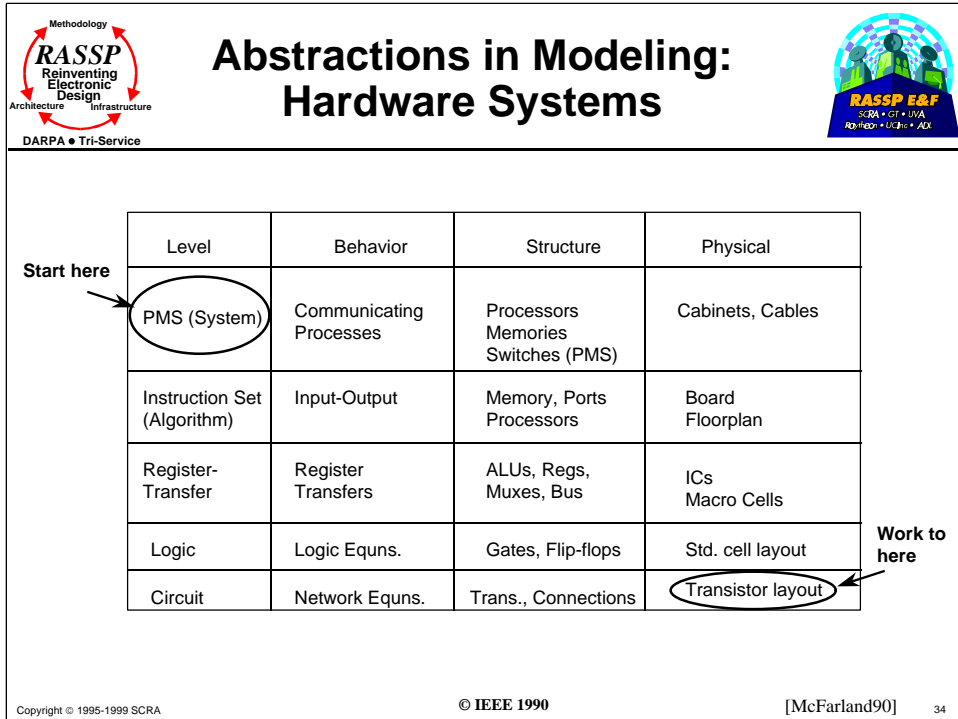 Methodology
RASSP
Reinventing
Electronic
Design
Architecture Infrastructure
DARPA ● Tri-Service
Abstractions in Modeling:
Hardware Systems
RASSP E&F
SCRA • GT • UVA
Raytheon • UCinc • ADL
Level Behavior Structure Physical
Start here
PMS (System) Communicating Processors Cabinets, Cables
Processes Memories
Switches (PMS)
Instruction Set Input-Output Memory, Ports Board
(Algorithm) Processors Floorplan
Register- Register ALUs, Regs, ICs
Transfer Transfers Muxes, Bus Macro Cells
Work to
here
Logic Logic Equns. Gates, Flip-flops Std. cell layout
Circuit Network Equns. Trans., Connections Transistor layout
Copyright © 1995-1999 SCRA © IEEE 1990 [McFarland90] 34